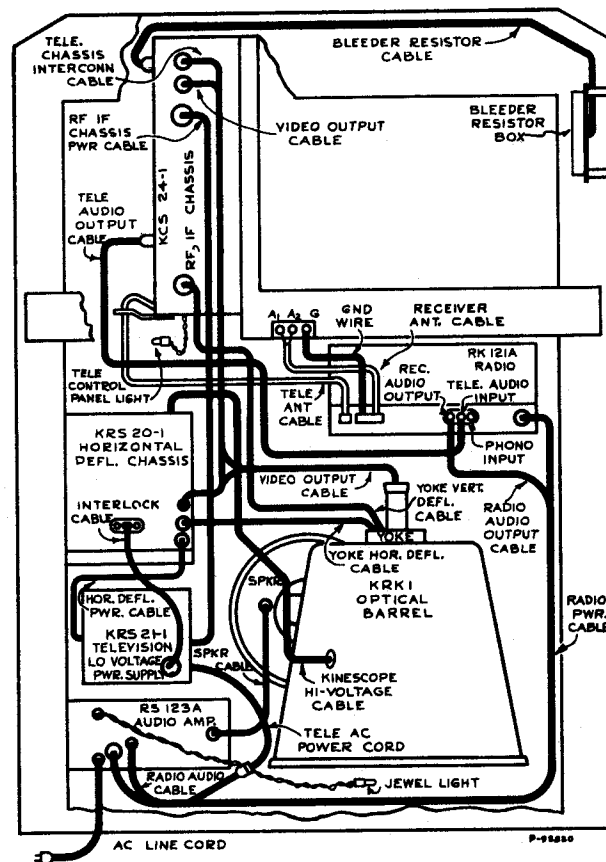 TELE.
CHASSIS
INTERCONN
CABLE
BLEEDER RESISTOR
CABLE
RF IF
CHASSIS
PWR CABLE
VIDEO OUTPUT
CABLE
BLEEDER
RESISTOR
BOX
KCS 24-1
RF, IF CHASSIS
TELE
AUDIO
OUTPUT
CABLE
A1 A2 G
GND
WIRE
RECEIVER
ANT. CABLE
TELE
CONTROL
PANEL LIGHT
TELE
ANT
CABLE
REC.
AUDIO
OUTPUT
RK 121A
RADIO
TELE. AUDIO
INPUT
PHONO
INPUT
KRS 20-1
HORIZONTAL
DEFL. CHASSIS
VIDEO OUTPUT
CABLE
YOKE VERT.
DEFL.
CABLE
RADIO
AUDIO
OUTPUT
CABLE
INTERLOCK
CABLE
YOKE
YOKE HOR. DEFL.
CABLE
HOR. DEFL.
PWR. CABLE
SPKR
KRK1
OPTICAL
BARREL
RADIO
PWR.
CABLE
KRS 21-1
TELEVISION
LO VOLTAGE
PWR. SUPPLY
SPKR
CABLE
KINESCOPE
HI-VOLTAGE
CABLE
RS 123A
AUDIO AMP.
TELE AC
POWER CORD
RADIO AUDIO
CABLE
JEWEL LIGHT
AC LINE CORD